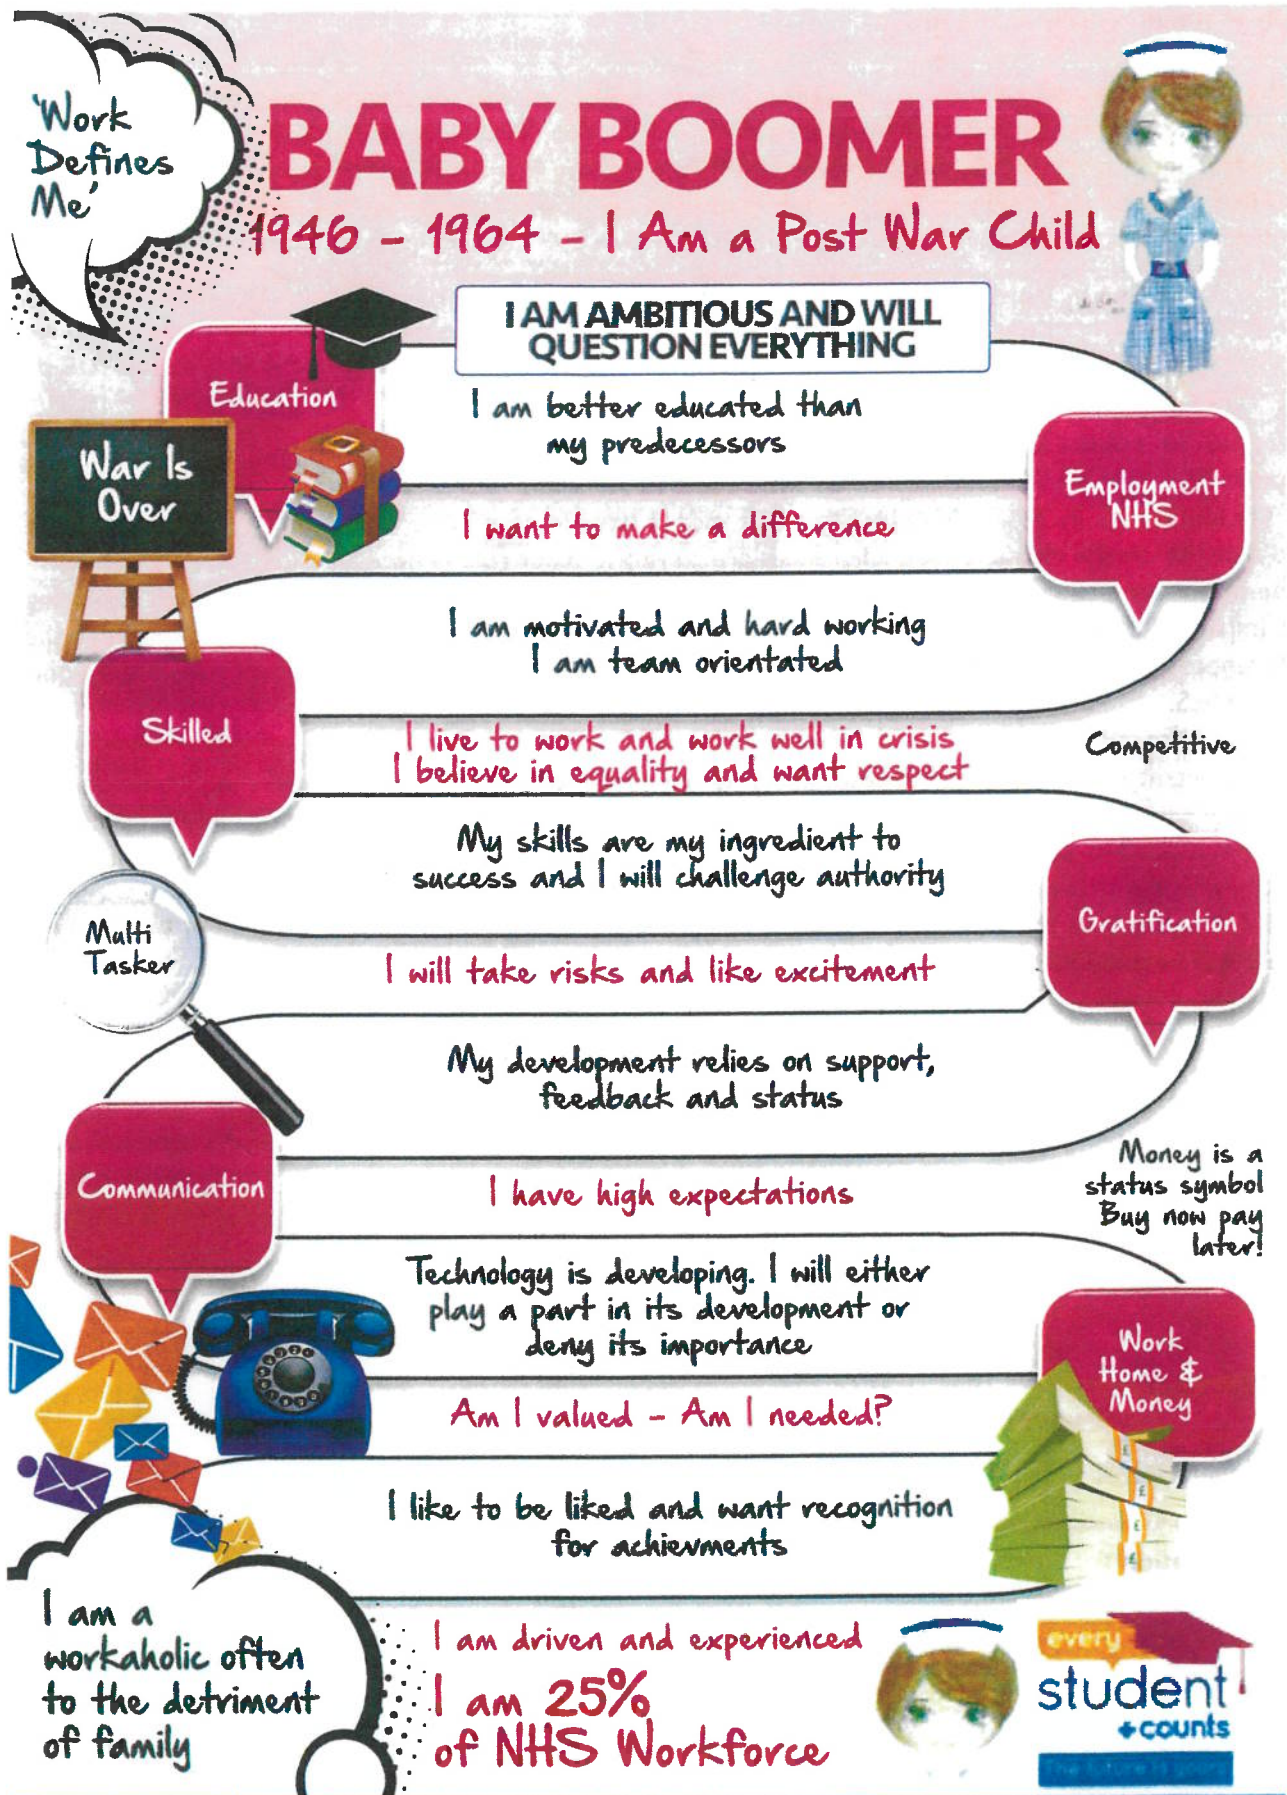 'Work
Defines
Me'
BABY BOOMER
1946 - 1964 - I Am a Post War Child
I AM AMBITIOUS AND WILL
QUESTION EVERYTHING
Education
I am better educated than
my predecessors
War Is
Over
Employment
NHS
I want to make a difference
I am motivated and hard working
I am team orientated
Skilled
I live to work and work well in crisis
I believe in equality and want respect
Competitive
My skills are my ingredient to
success and I will challenge authority
Gratification
Multi
Tasker
I will take risks and like excitement
My development relies on support,
feedback and status
Communication
I have high expectations
Money is a
status symbol
Buy now pay
later!
Technology is developing. I will either
play a part in its development or
deny its importance
Work
Home &
Money
Am I valued - Am I needed?
I like to be liked and want recognition
for achievments
£
£
£
£
I am a
workaholic often
to the detriment
of family
I am driven and experienced
I am 25%
of NHS Workforce
every
student
counts
the future is yours